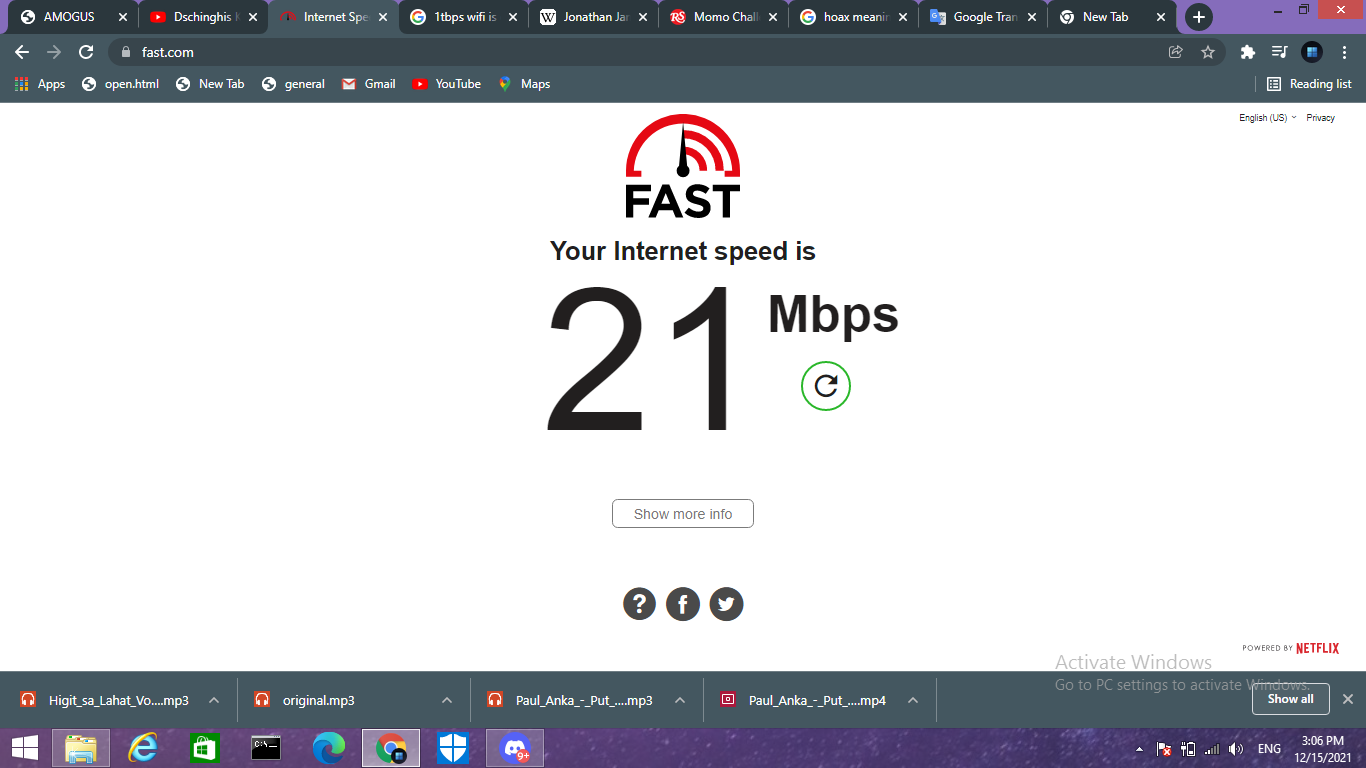 AMOGUS
Dschinghis
Internet Spe
1tbps wifi is
Jonathan Jar
Momo Chall
hoax meanin
Google Tran
New Tab
fast.com
Apps
open.html
New Tab
general
Gmail
YouTube
Maps
Reading list
English (US)
Privacy
FAST
Your Internet speed is
21 Mbps
Show more info
POWERED BY NETFLIX
Activate Windows
Go to PC settings to activate Windows.
Higit_sa_Lahat_Vo....mp3
original.mp3
Paul_Anka_-_Put_....mp3
Paul_Anka_-_Put_....mp4
Show all
9+
ENG
3:06 PM
12/15/2021